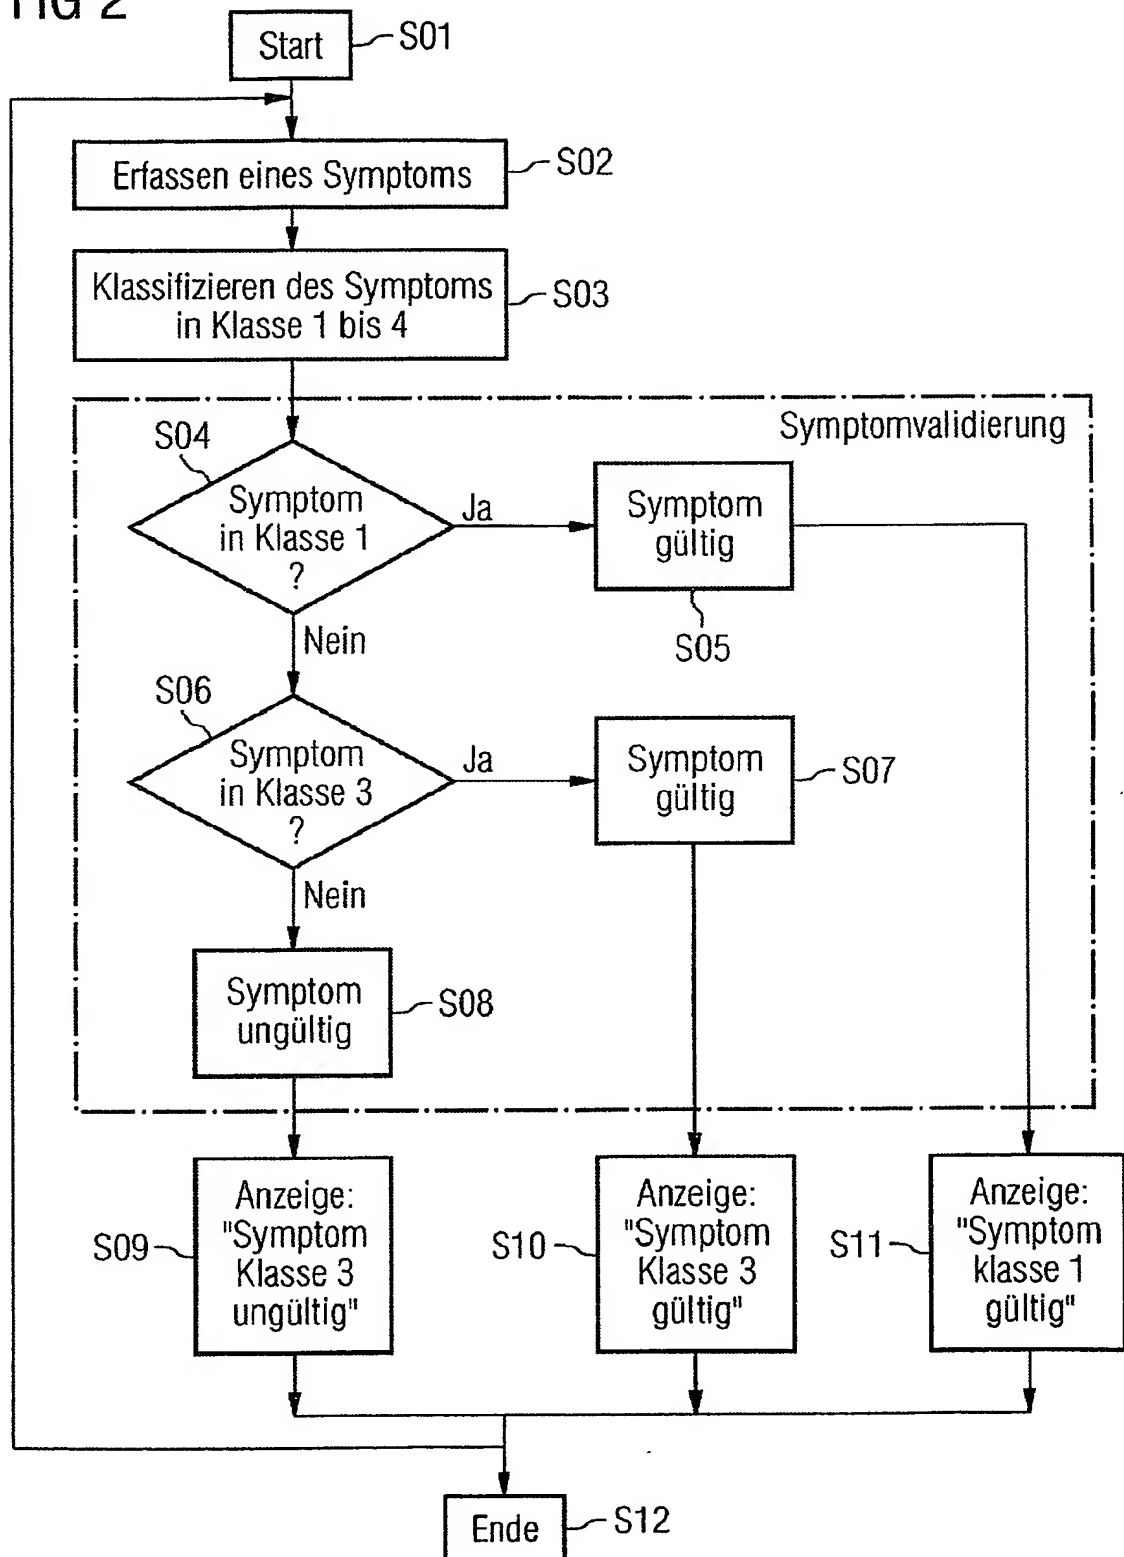 FIG 2
Start
S01
Erfassen eines Symptoms
S02
Klassifizieren des Symptoms
in Klasse 1 bis 4
S03
Symptomvalidierung
S04
Symptom
in Klasse 1
?
Ja
Symptom
gültig
S05
Nein
S06
Symptom
in Klasse 3
?
Ja
Symptom
gültig
S07
Nein
Symptom
ungültig
S08
S09
Anzeige:
"Symptom
Klasse 3
ungültig"
S10
Anzeige:
"Symptom
Klasse 3
gültig"
S11
Anzeige:
"Symptom
klasse 1
gültig"
Ende
S12